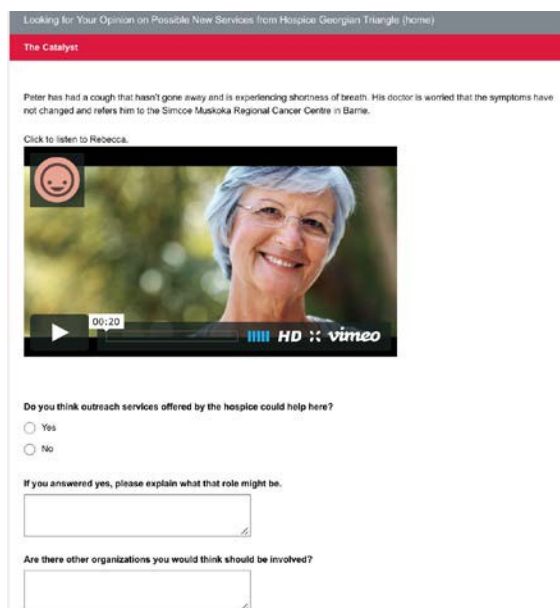 Looking for Your Opinion on Possible New Services from Hospice Georgian Triangle (home)
The Catalyst
Peter has had a cough that hasn't gone away and is experiencing shortness of breath. His doctor is worried that the symptoms have
not changed and refers him to the Simcoe Muskoka Regional Cancer Centre in Barrie.
Click to listen to Rebecca.
00:20
HD vimeo
Do you think outreach services offered by the hospice could help here?
Yes
No
If you answered yes, please explain what that role might be.
Are there other organizations you would think should be involved?